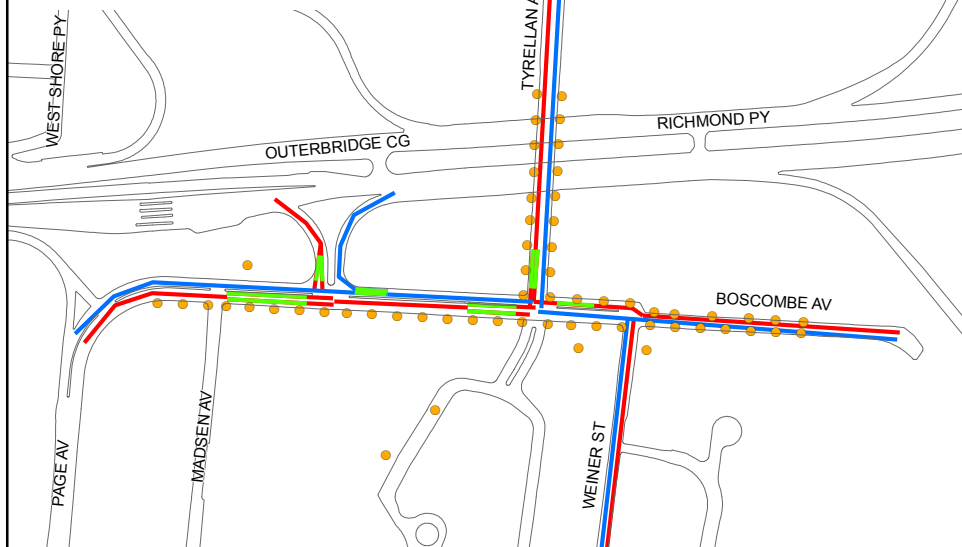 WEST SHORE PY
TYRELLAN A
OUTERBRIDGE CG
RICHMOND PY
BOSCOMBE AV
MADSEN AV
PAGE AV
WEINER ST